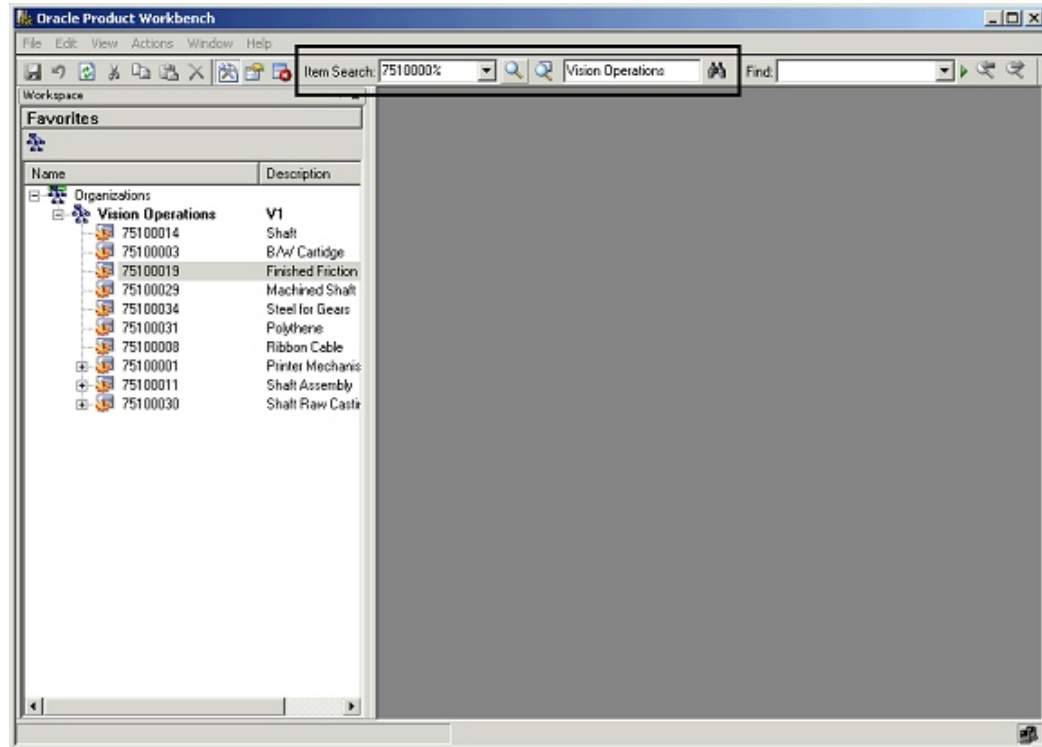 Oracle Product Workbench
File Edit View Actions Window Help
Item Search: 7510000% Vision Operations Find:
Workspace
Favorites
Name Description
Organizations
Vision Operations V1
75100014 Shaft
75100003 B/W Cartidge
75100019 Finished Friction
75100029 Machined Shaft
75100034 Steel for Gears
75100031 Polythene
75100008 Ribbon Cable
75100001 Printer Mechanis
75100011 Shaft Assembly
75100030 Shaft Raw Castir